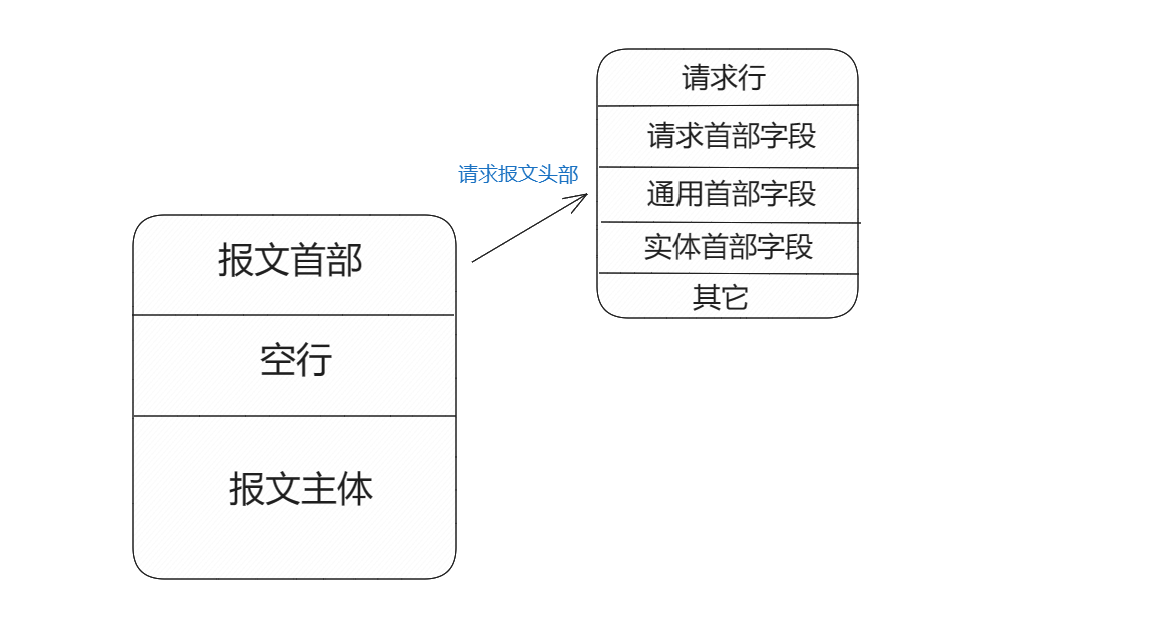 请求行
请求首部字段
请求报文头部
通用首部字段
实体首部字段
其它
报文首部
空行
报文主体